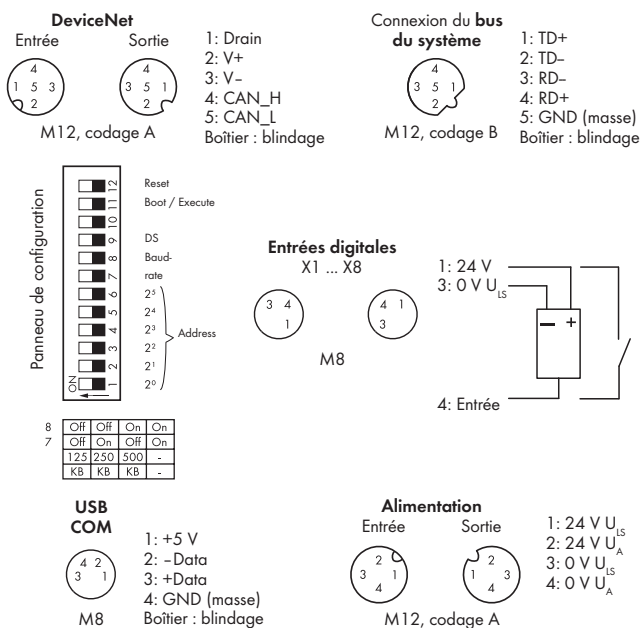 DeviceNet
Entrée
Sortie
4
1 5 3
2
4
3 5 1
2
M12, codage A
1: Drain
2: V+
3: V–
4: CAN_H
5: CAN_L
Boîtier : blindage
Connexion du bus
du système
4
3 5 1
2
M12, codage B
1: TD+
2: TD–
3: RD–
4: RD+
5: GND (masse)
Boîtier : blindage
Panneau de configuration
12 Reset
11 Boot / Execute
10
9 DS
8 Baud-
7 rate
6 2⁵
5 2⁴
4 2³
3 2²
2 2¹
1 2⁰
Address
ON
8 Off Off On On
7 Off On Off On
125 250 500 -
KB KB KB -
Entrées digitales
X1 ... X8
3 4
1
4 1
3
M8
1: 24 V
3: 0 V U_LS
– +
4: Entrée
USB
COM
4 2
3 1
M8
1: +5 V
2: –Data
3: +Data
4: GND (masse)
Boîtier : blindage
Alimentation
Entrée
Sortie
2
3 1
4
2
1 3
4
M12, codage A
1: 24 V U_LS
2: 24 V U_A
3: 0 V U_LS
4: 0 V U_A